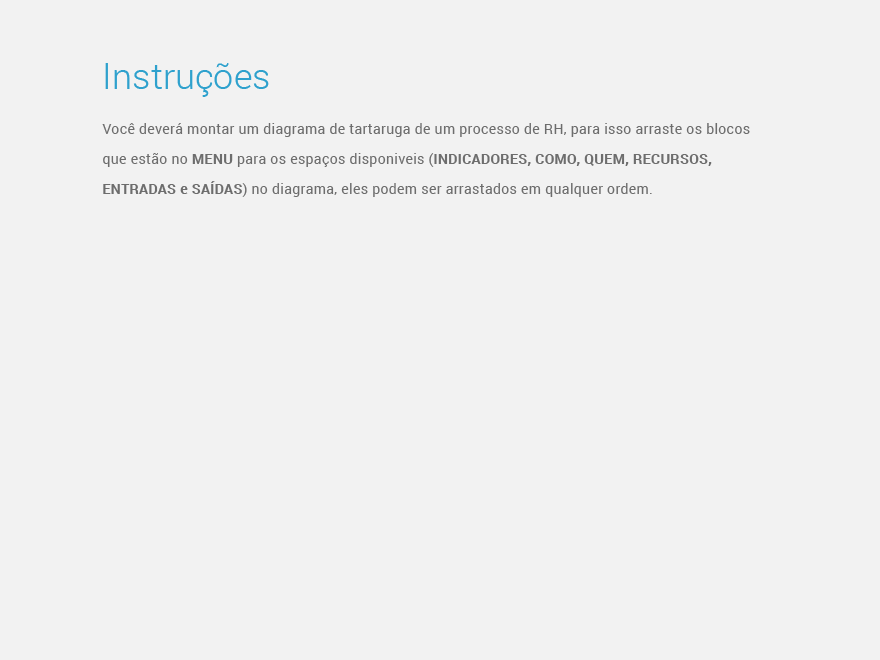 Instruções
Você deverá montar um diagrama de tartaruga de um processo de RH, para isso arraste os blocos
que estão no MENU para os espaços disponiveis (INDICADORES, COMO, QUEM, RECURSOS,
ENTRADAS e SAÍDAS) no diagrama, eles podem ser arrastados em qualquer ordem.